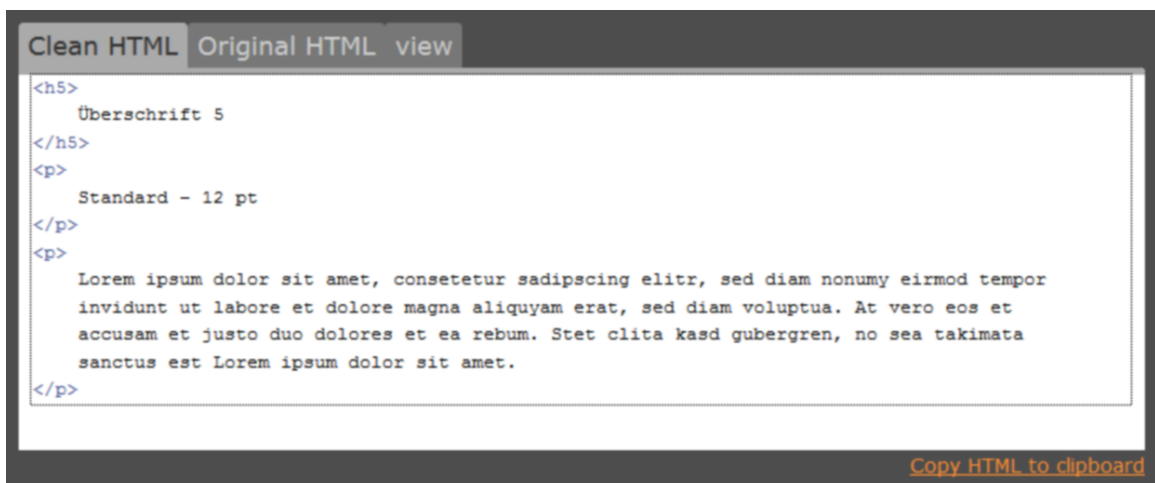 Clean HTML Original HTML view
<h5>
Überschrift 5
</h5>
<p>
Standard - 12 pt
</p>
<p>
Lorem ipsum dolor sit amet, consetetur sadipscing elitr, sed diam nonumy eirmod tempor
invidunt ut labore et dolore magna aliquyam erat, sed diam voluptua. At vero eos et
accusam et justo duo dolores et ea rebum. Stet clita kasd gubergren, no sea takimata
sanctus est Lorem ipsum dolor sit amet.
</p>
Copy HTML to clipboard